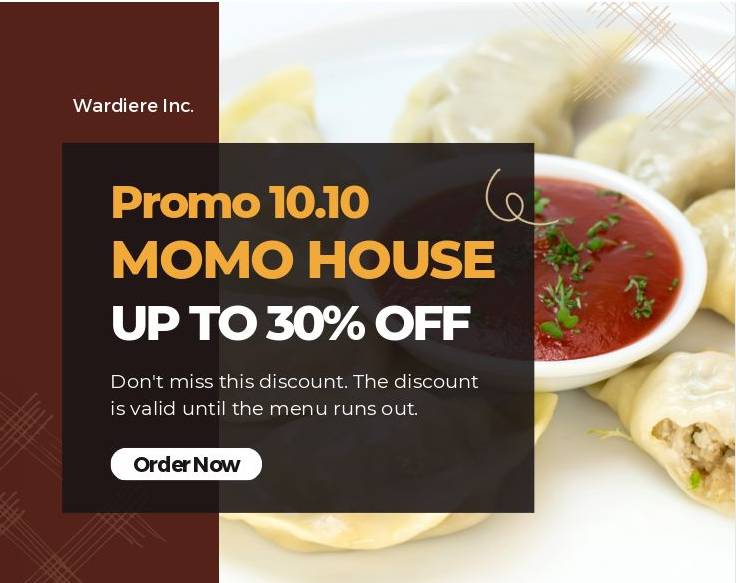 Wardiere Inc.
Promo 10.10
MOMO HOUSE
UP TO 30% OFF
Don't miss this discount. The discount
is valid until the menu runs out.
Order Now